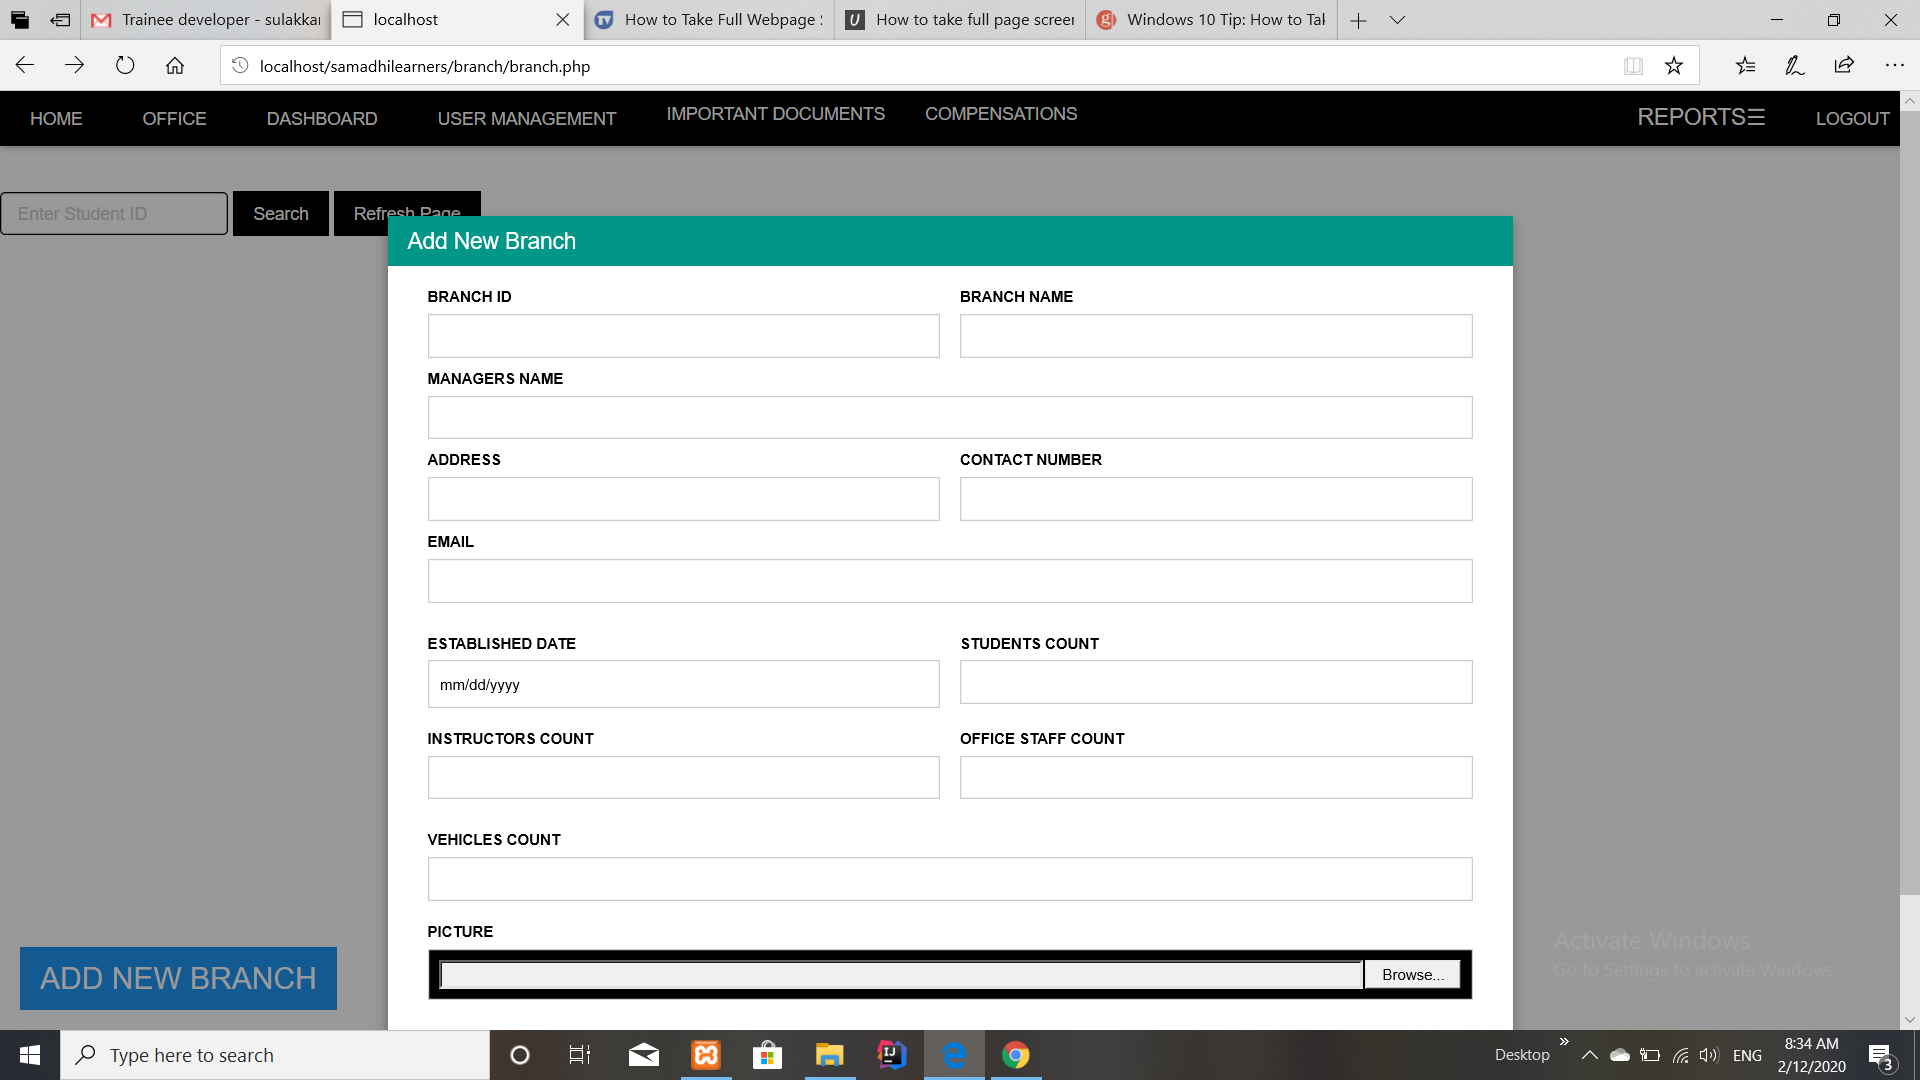 Trainee developer - sulakkar
localhost
How to Take Full Webpage
How to take full page screen
Windows 10 Tip: How to Tak
localhost/samadhilearners/branch/branch.php
HOME OFFICE DASHBOARD USER MANAGEMENT IMPORTANT DOCUMENTS COMPENSATIONS REPORTS☰ LOGOUT
Enter Student ID Search Refresh Page
Add New Branch
BRANCH ID BRANCH NAME
MANAGERS NAME
ADDRESS CONTACT NUMBER
EMAIL
ESTABLISHED DATE STUDENTS COUNT
mm/dd/yyyy
INSTRUCTORS COUNT OFFICE STAFF COUNT
VEHICLES COUNT
PICTURE
Browse...
ADD NEW BRANCH
Activate Windows
Go to Settings to activate Windows.
Type here to search
Desktop
ENG
8:34 AM
2/12/2020
3